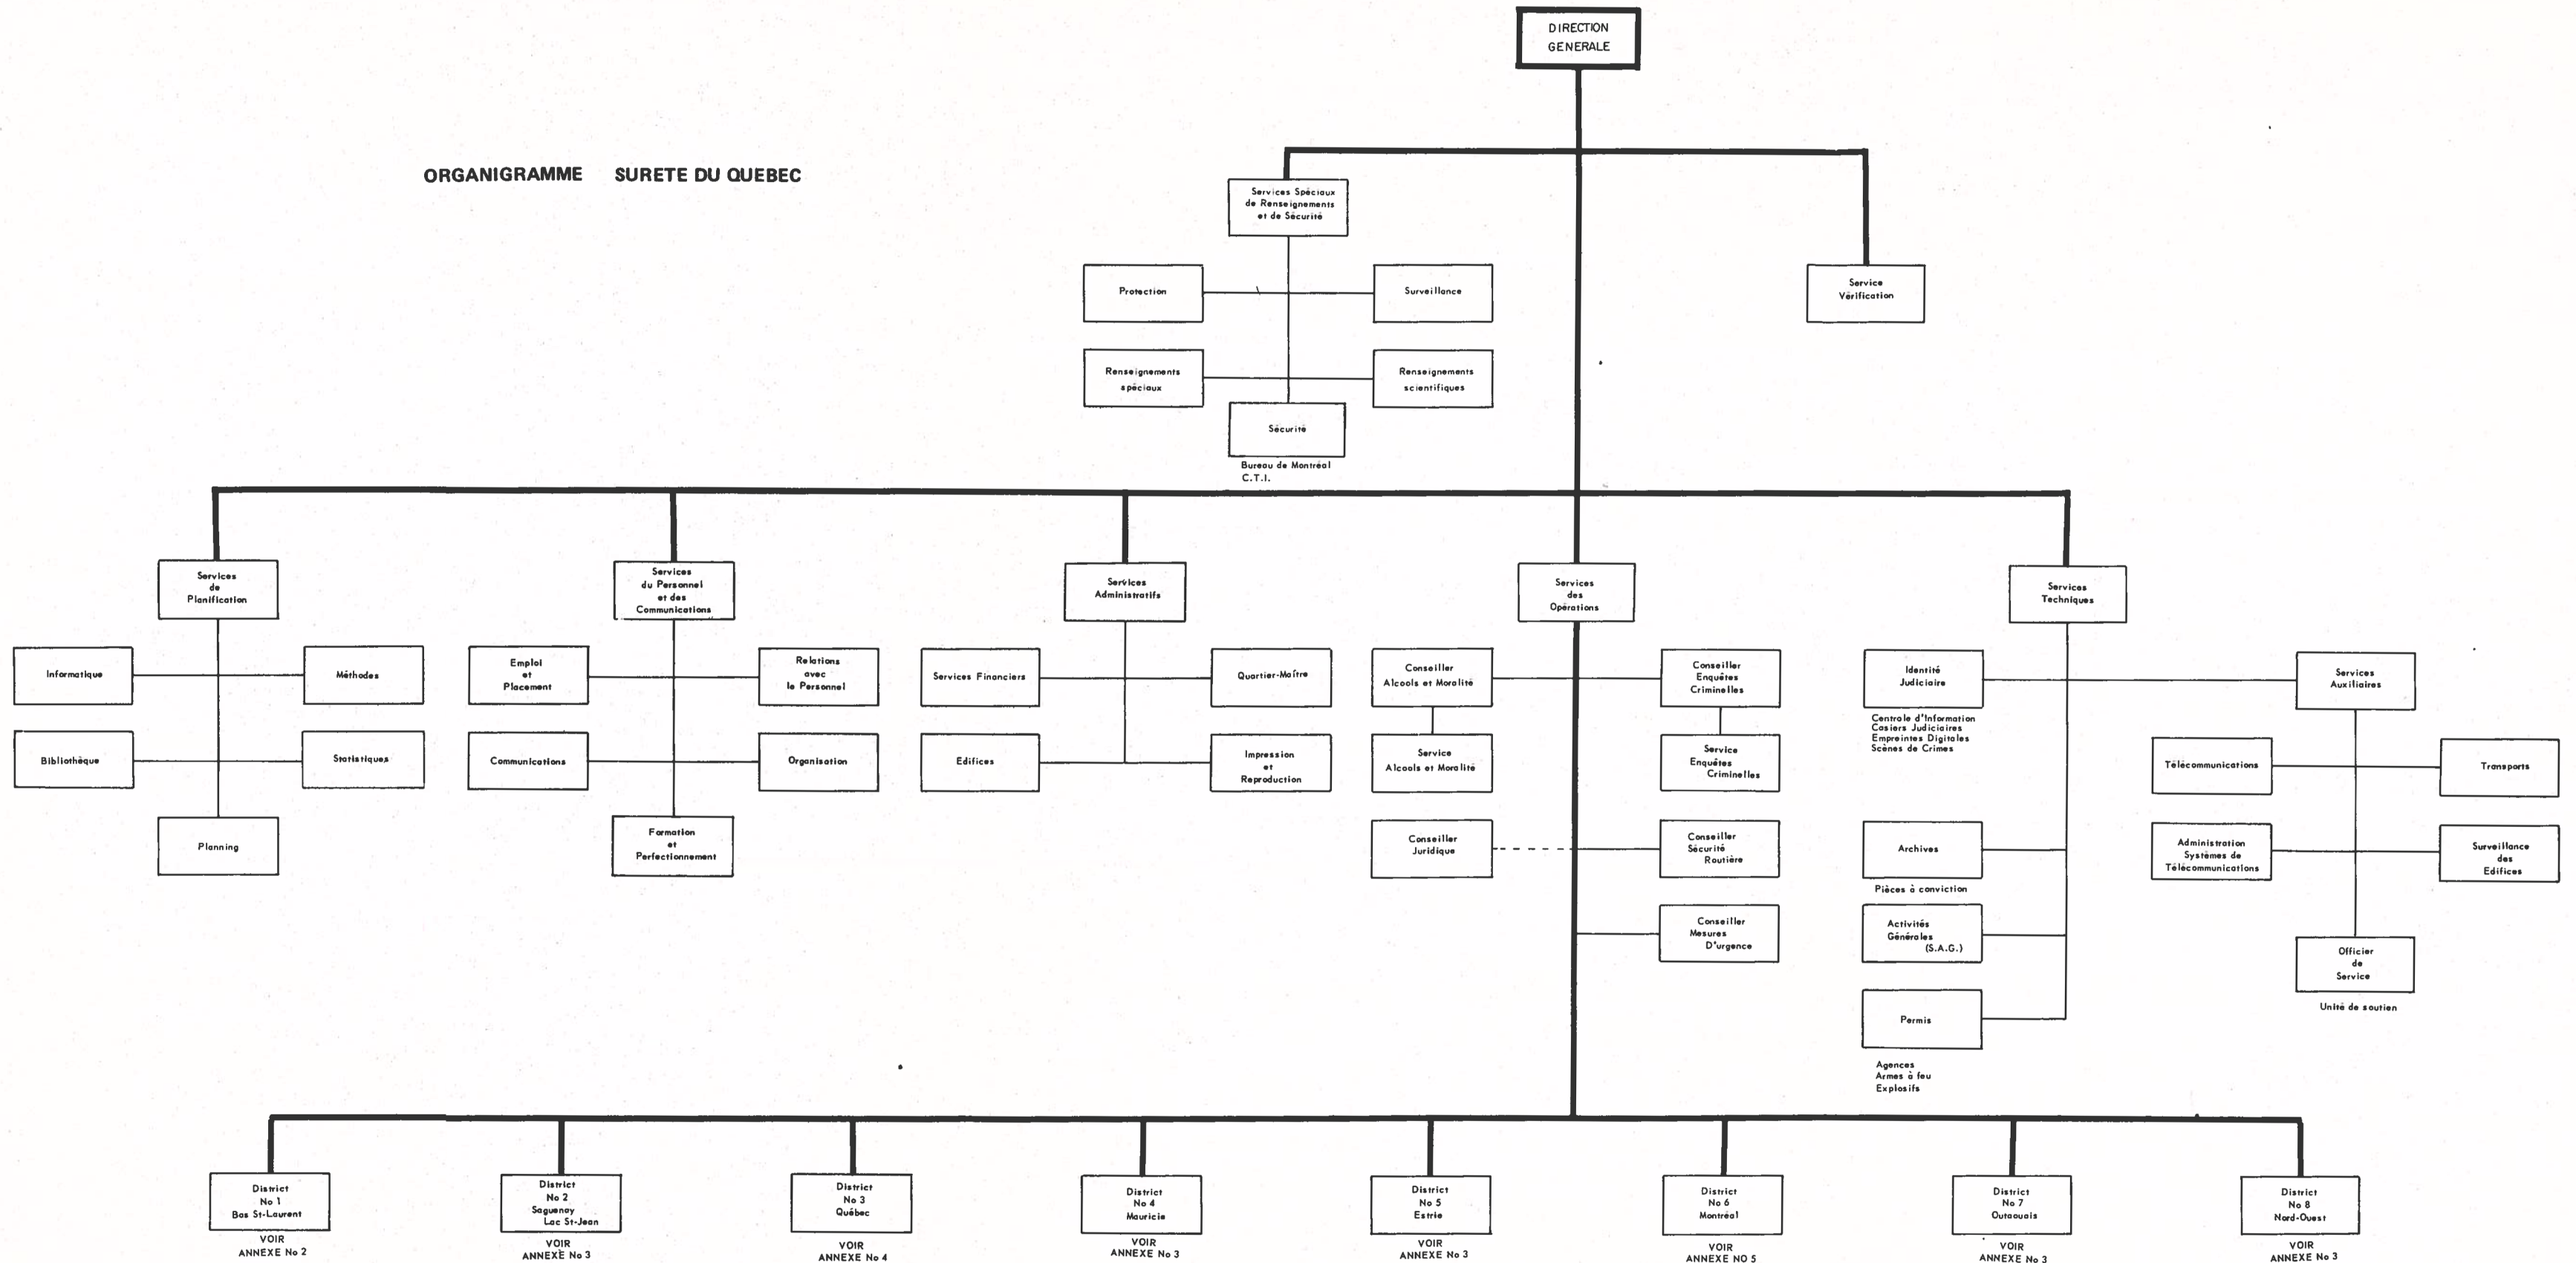 DIRECTION
GENERALE
ORGANIGRAMME SURETE DU QUEBEC
Services Spéciaux
de Renseignements
et de Sécurité
Protection
Surveillance
Service
Vérification
Renseignements
spéciaux
Renseignements
scientifiques
Sécurité
Bureau de Montréal
C.T.I.
Services
de
Planification
Services
du Personnel
et des
Communications
Services
Administratifs
Services
des
Opérations
Services
Techniques
Informatique
Méthodes
Bibliothèque
Statistiques
Planning
Emploi
et
Placement
Relations
avec
le Personnel
Communications
Organisation
Formation
et
Perfectionnement
Services Financiers
Quartier-Maître
Edifices
Impression
et
Reproduction
Conseiller
Alcools et Moralité
Conseiller
Enquêtes
Criminelles
Service
Alcools et Moralité
Service
Enquêtes
Criminelles
Conseiller
Juridique
Conseiller
Sécurité
Routière
Conseiller
Mesures
D'urgence
Identité
Judiciaire
Centrale d'Information
Casiers Judiciaires
Empreintes Digitales
Scènes de Crimes
Archives
Pièces à conviction
Activités
Générales
(S.A.G.)
Permis
Agences
Armes à feu
Explosifs
Services
Auxiliaires
Télécommunications
Transports
Administration
Systèmes de
Télécommunications
Surveillance
des
Edifices
Officier
de
Service
Unité de soutien
District
No 1
Bas St-Laurent
VOIR
ANNEXE No 2
District
No 2
Saguenay
Lac St-Jean
VOIR
ANNEXE No 3
District
No 3
Québec
VOIR
ANNEXE No 4
District
No 4
Mauricie
VOIR
ANNEXE No 3
District
No 5
Estrie
VOIR
ANNEXE No 3
District
No 6
Montréal
VOIR
ANNEXE NO 5
District
No 7
Outaouais
VOIR
ANNEXE No 3
District
No 8
Nord-Ouest
VOIR
ANNEXE No 3